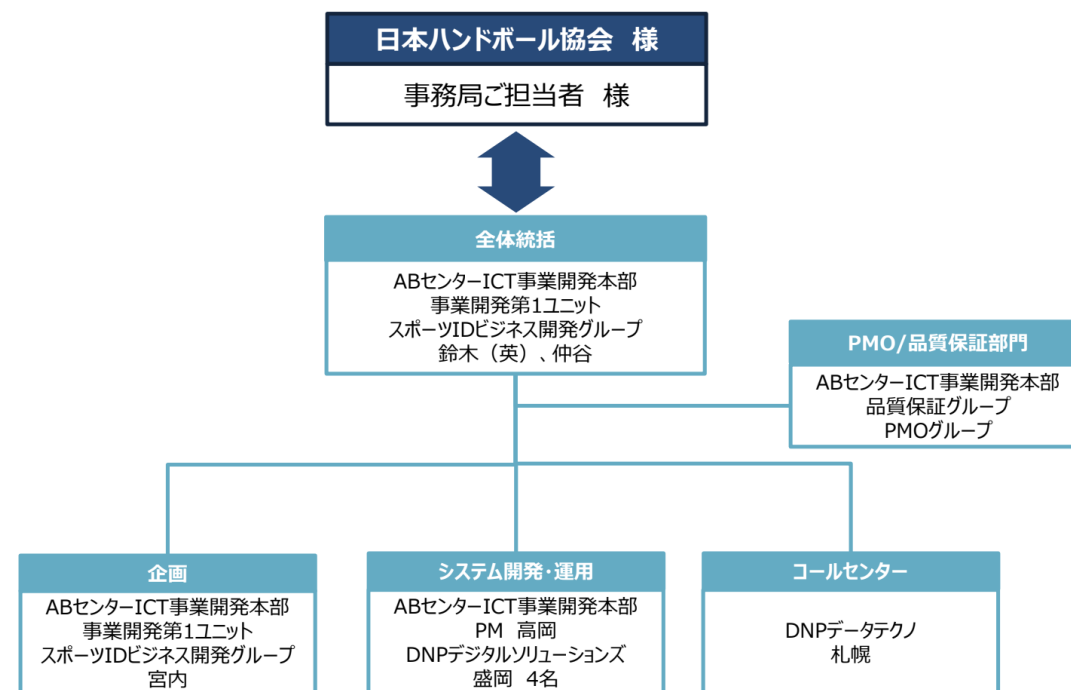 日本ハンドボール協会 様
事務局ご担当者 様
全体統括
ABセンターICT事業開発本部
事業開発第1ユニット
スポーツIDビジネス開発グループ
鈴木（英）、仲谷
PMO/品質保証部門
ABセンターICT事業開発本部
品質保証グループ
PMOグループ
企画
ABセンターICT事業開発本部
事業開発第1ユニット
スポーツIDビジネス開発グループ
宮内
システム開発・運用
ABセンターICT事業開発本部
PM 高岡
DNPデジタルソリューションズ
盛岡 4名
コールセンター
DNPデータテクノ
札幌